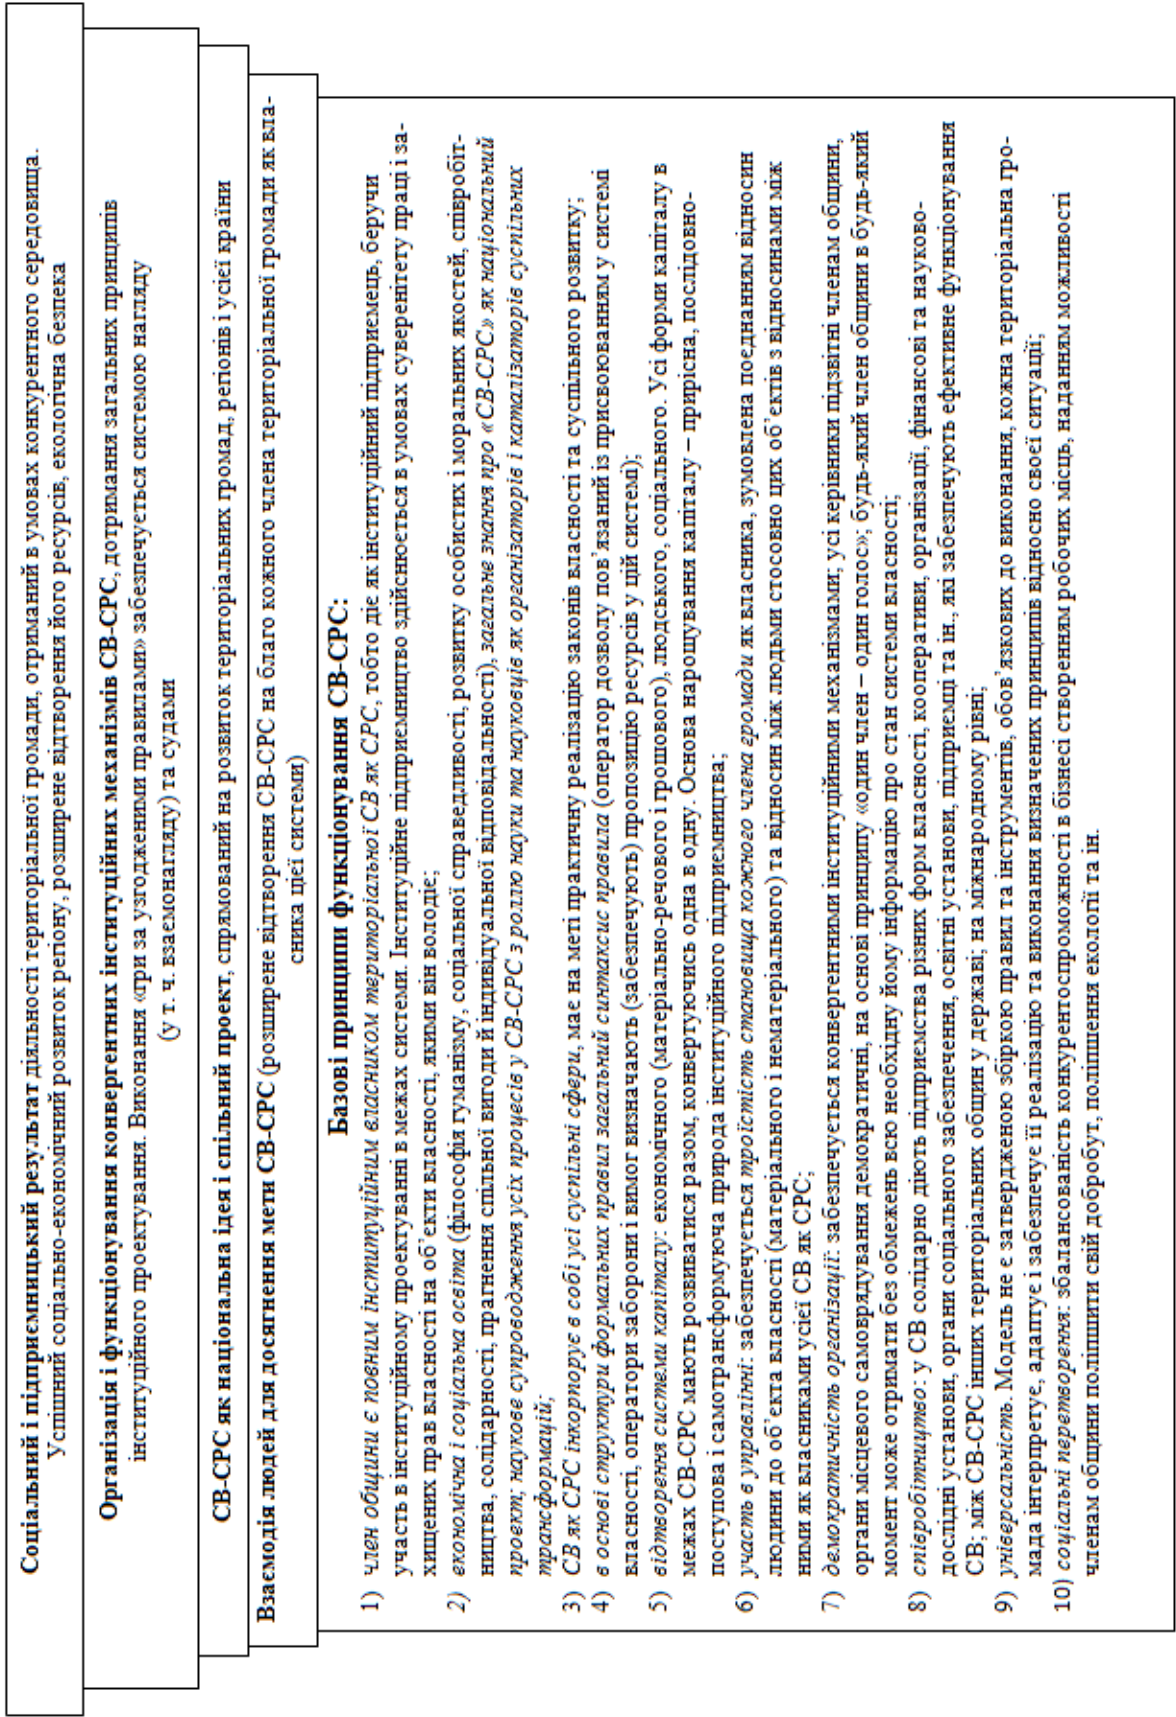 Соціальний і підприємницький результат діяльності територіальної громади, отриманий в умовах конкурентного середовища.
Успішний соціально-економічний розвиток регіону, розширене відтворення його ресурсів, екологічна безпека
Організація і функціонування конвергентних інституційних механізмів СВ-СРС, дотримання загальних принципів
інституційного проектування. Виконання «гри за узгодженими правилами» забезпечується системою нагляду
(у т. ч. взаємонагляду) та судами
СВ-СРС як національна ідея і спільний проект, спрямований на розвиток територіальних громад, регіонів і усієї країни
Взаємодія людей для досягнення мети СВ-СРС (розширене відтворення СВ-СРС на благо кожного члена територіальної громади як вла-
сника цієї системи)
Базові принципи функціонування СВ-СРС:
1) член общини є повним інституційним власником територіальної СВ як СРС, тобто діє як інституційний підприємець, беручи
участь в інституційному проектуванні в межах системи. Інституційне підприємництво здійснюється в умовах суверенітету праці і за-
хищених прав власності на об’єкти власності, якими він володіє;
2) економічна і соціальна освіта (філософія гуманізму, соціальної справедливості, розвитку особистих і моральних якостей, співробіт-
ництва, солідарності, прагнення спільної вигоди й індивідуальної відповідальності), загальне знання про «СВ-СРС» як національний
проект; наукове супроводження усіх процесів у СВ-СРС з роллю науки та науковців як організаторів і каталізаторів суспільних
трансформацій;
3) СВ як СРС інкорпорує в собі усі суспільні сфери, має на меті практичну реалізацію законів власності та суспільного розвитку;
4) в основі структури формальних правил загальний синтаксис правила (оператор дозволу пов’язаний із присвоюванням у системі
власності, оператори заборони і вимог визначають (забезпечують) пропозицію ресурсів у цій системі);
5) відтворення системи капіталу: економічного (матеріально-речового і грошового), людського, соціального. Усі форми капіталу в
межах СВ-СРС мають розвиватися разом, конвертуючись одна в одну. Основа нарощування капіталу – прирісна, послідовно-
поступова і самотрансформуюча природа інституційного підприємництва;
6) участь в управлінні: забезпечується троїстість становища кожного члена громади як власника, зумовлена поєднанням відносин
людини до об’єкта власності (матеріального і нематеріального) та відносин між людьми стосовно цих об’єктів з відносинами між
ними як власниками усієї СВ як СРС;
7) демократичність організації: забезпечується конвергентними інституційними механізмами; усі керівники підзвітні членам общини,
органи місцевого самоврядування демократичні, на основі принципу «один член – один голос»; будь-який член общини в будь-який
момент може отримати без обмежень всю необхідну йому інформацію про стан системи власності;
8) співробітництво: у СВ солідарно діють підприємства різних форм власності, кооперативи, організації, фінансові та науково-
дослідні установи, органи соціального забезпечення, освітні установи, підприємці та ін., які забезпечують ефективне функціонування
СВ, між СВ-СРС інших територіальних общин у державі, на міжнародному рівні;
9) універсальність. Модель не є затвердженою збіркою правил та інструментів, обов’язкових до виконання, кожна територіальна гро-
мада інтерпретує, адаптує і забезпечує її реалізацію та виконання визначених принципів відносно своєї ситуації;
10) соціальні перетворення: збалансованість конкурентоспроможності в бізнесі створенням робочих місць, наданням можливості
членам общини поліпшити свій добробут, поліпшення екології та ін.